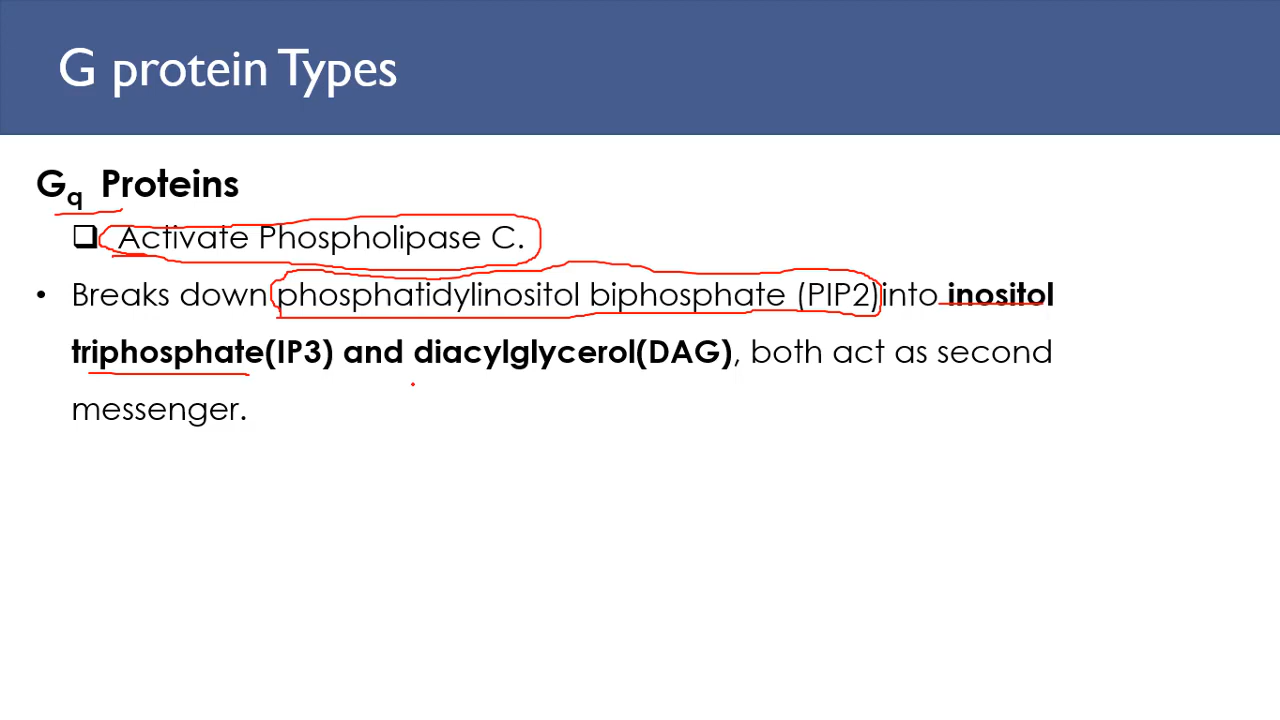 G protein Types
Gq Proteins
❑ Activate Phospholipase C.
• Breaks down phosphatidylinositol biphosphate (PIP2)into inositol
triphosphate(IP3) and diacylglycerol(DAG), both act as second
messenger.